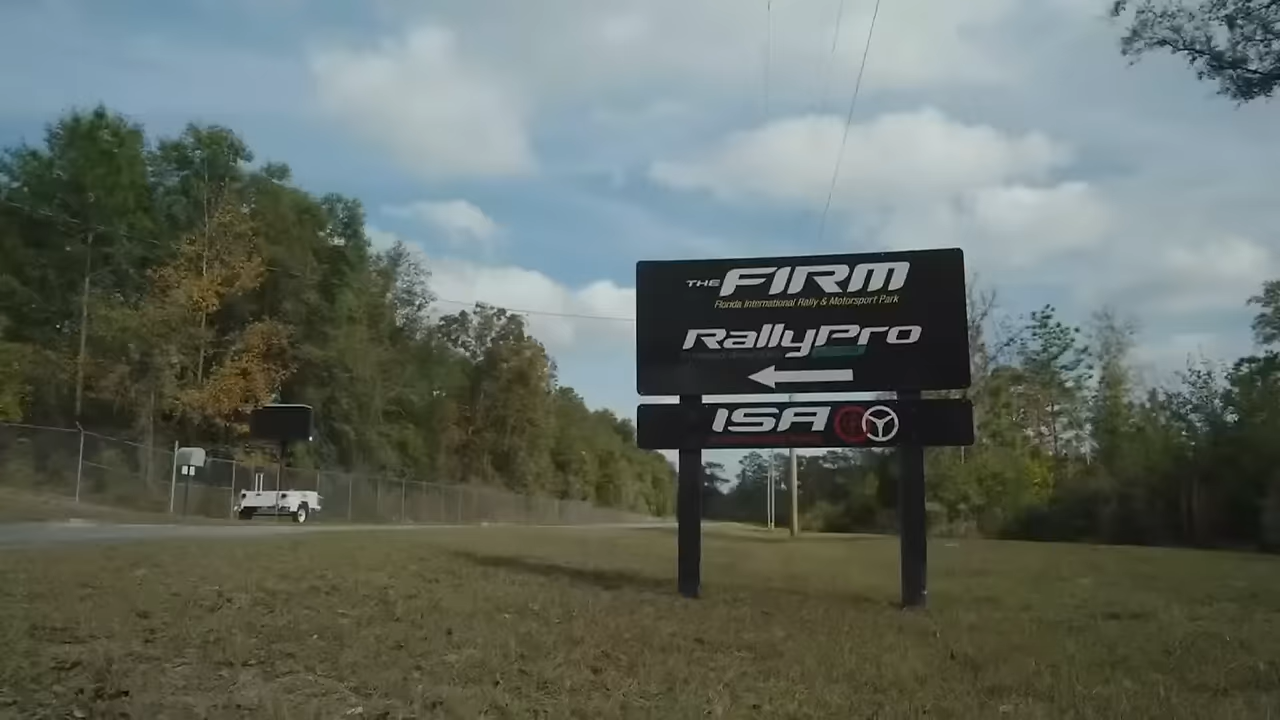 THE FIRM
Florida International Rally & Motorsport Park
RallyPro
ISA